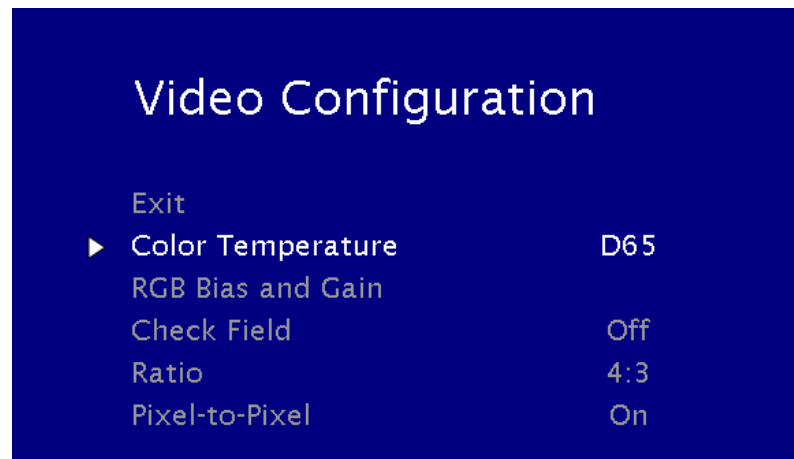 Video Configuration
Exit
Color Temperature D65
RGB Bias and Gain
Check Field Off
Ratio 4:3
Pixel-to-Pixel On